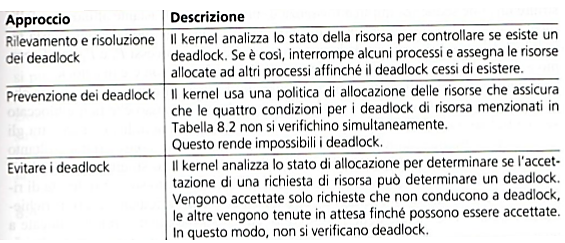 Approccio Descrizione
Rilevamento e risoluzione dei deadlock
Il kernel analizza lo stato della risorsa per controllare se esiste un
deadlock. Se è così, interrompe alcuni processi e assegna le risorse
allocate ad altri processi affinché il deadlock cessi di esistere.
Prevenzione dei deadlock
Il kernel usa una politica di allocazione delle risorse che assicura
che le quattro condizioni per i deadlock di risorsa menzionati in
Tabella 8.2 non si verifichino simultaneamente.
Questo rende impossibili i deadlock.
Evitare i deadlock
Il kernel analizza lo stato di allocazione per determinare se l'accet-
tazione di una richiesta di risorsa può determinare un deadlock.
Vengono accettate solo richieste che non conducono a deadlock,
le altre vengono tenute in attesa finché possono essere accettate.
In questo modo, non si verificano deadlock.